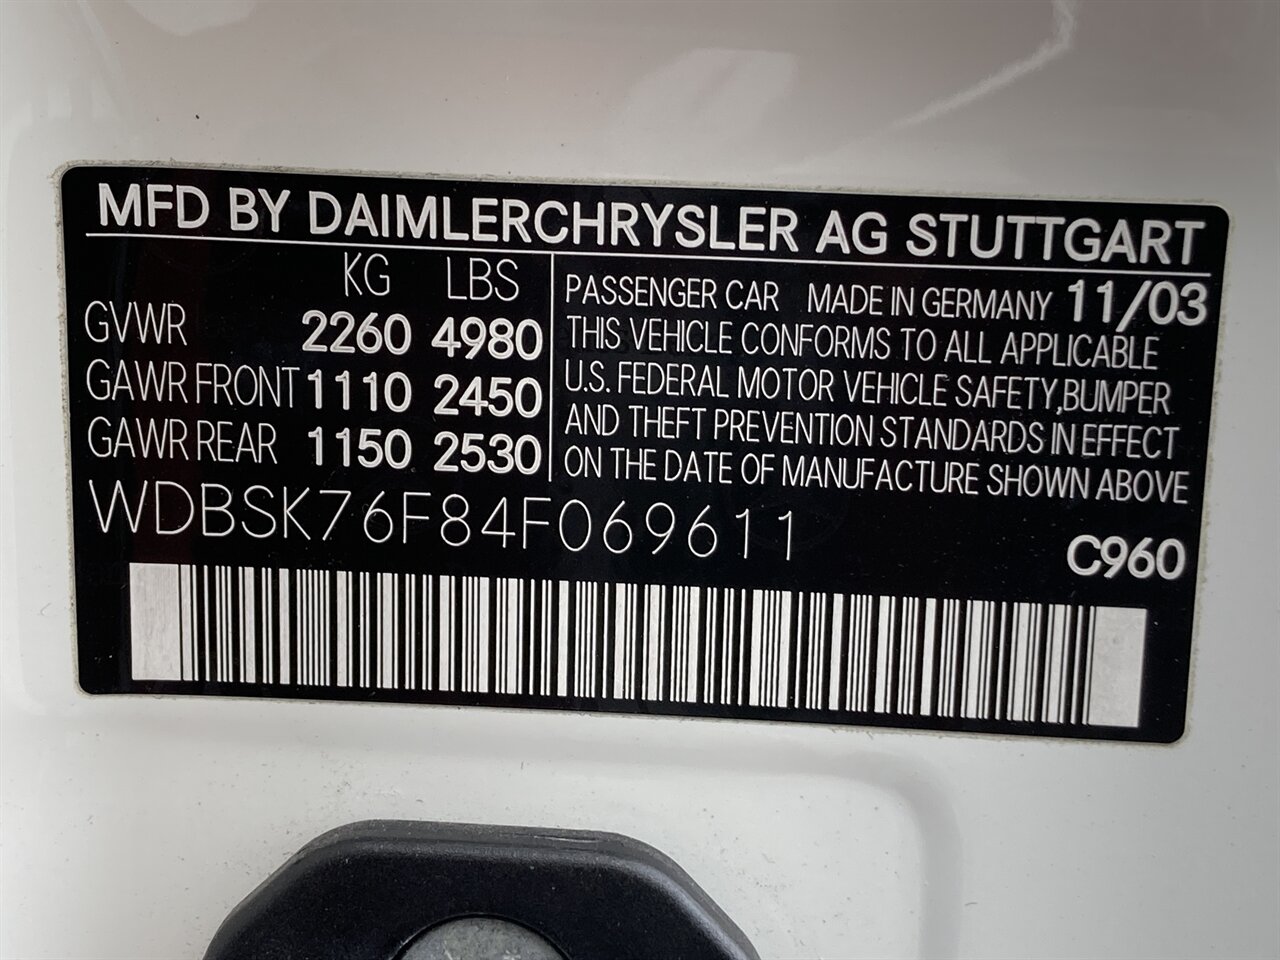 MFD BY DAIMLERCHRYSLER AG STUTTGART
KG LBS
GVWR 2260 4980
GAWR FRONT 1110 2450
GAWR REAR 1150 2530
PASSENGER CAR MADE IN GERMANY 11/03
THIS VEHICLE CONFORMS TO ALL APPLICABLE
U.S. FEDERAL MOTOR VEHICLE SAFETY, BUMPER
AND THEFT PREVENTION STANDARDS IN EFFECT
ON THE DATE OF MANUFACTURE SHOWN ABOVE
WDBSK76F84F069611
C960